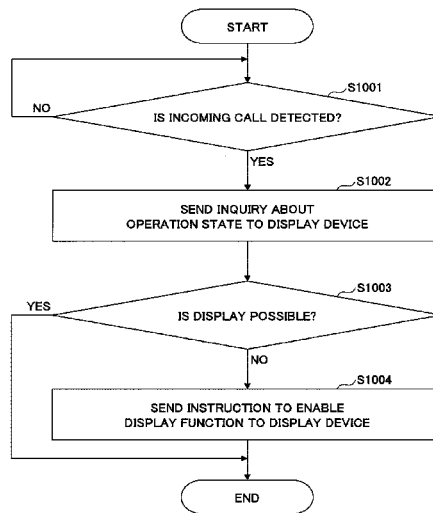 START
S1001
NO
IS INCOMING CALL DETECTED?
YES
S1002
SEND INQUIRY ABOUT
OPERATION STATE TO DISPLAY DEVICE
S1003
YES
IS DISPLAY POSSIBLE?
NO
S1004
SEND INSTRUCTION TO ENABLE
DISPLAY FUNCTION TO DISPLAY DEVICE
END